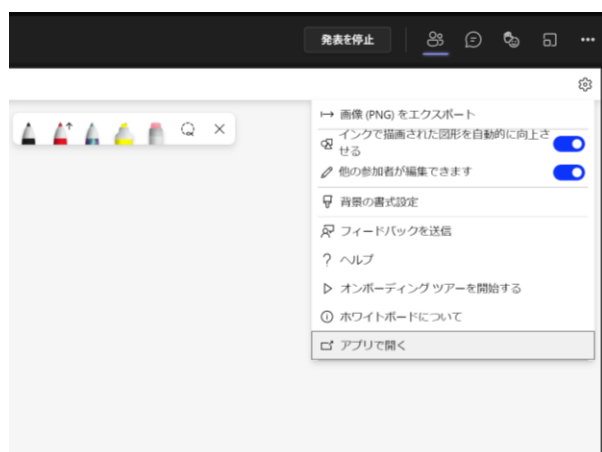 発表を停止
画像 (PNG) をエクスポート
インクで描画された図形を自動的に向上さ
せる
他の参加者が編集できます
背景の書式設定
フィードバックを送信
ヘルプ
オンボーディング ツアーを開始する
ホワイトボードについて
アプリで開く